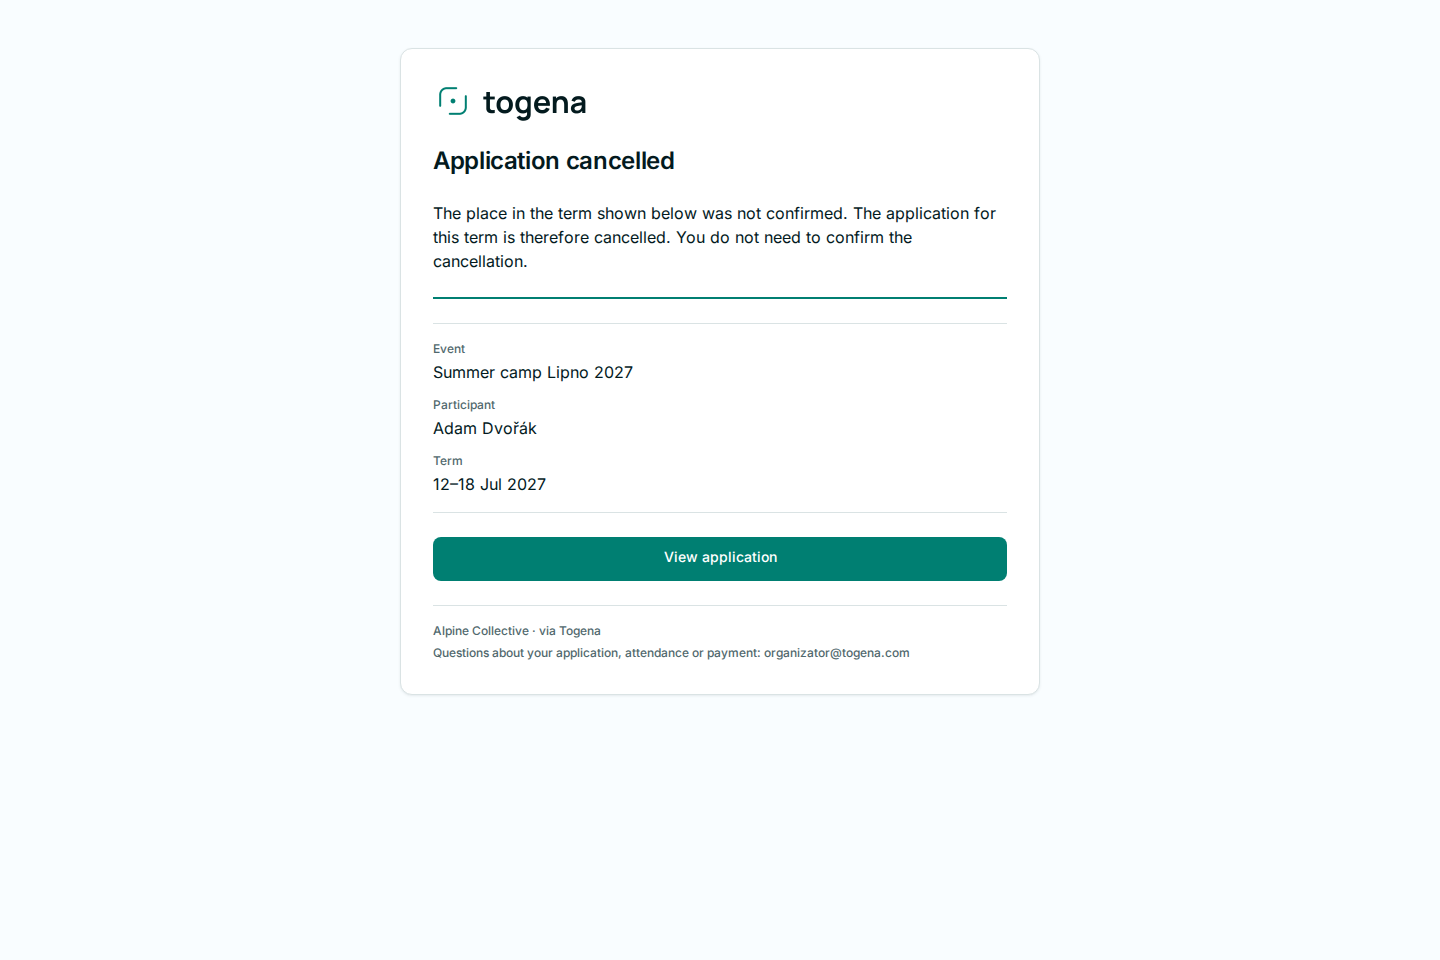 togena
Application cancelled
The place in the term shown below was not confirmed. The application for
this term is therefore cancelled. You do not need to confirm the
cancellation.
Event
Summer camp Lipno 2027
Participant
Adam Dvořák
Term
12–18 Jul 2027
View application
Alpine Collective · via Togena
Questions about your application, attendance or payment: organizator@togena.com